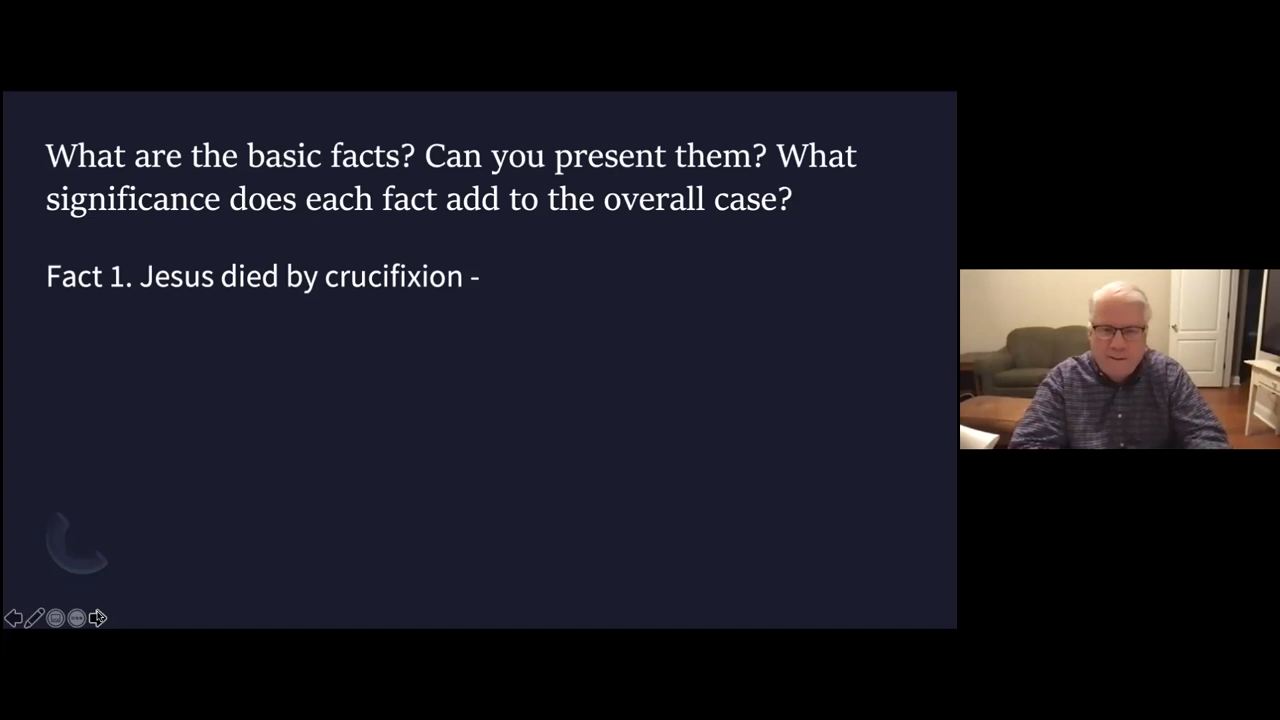 What are the basic facts? Can you present them? What
significance does each fact add to the overall case?
Fact 1. Jesus died by crucifixion -